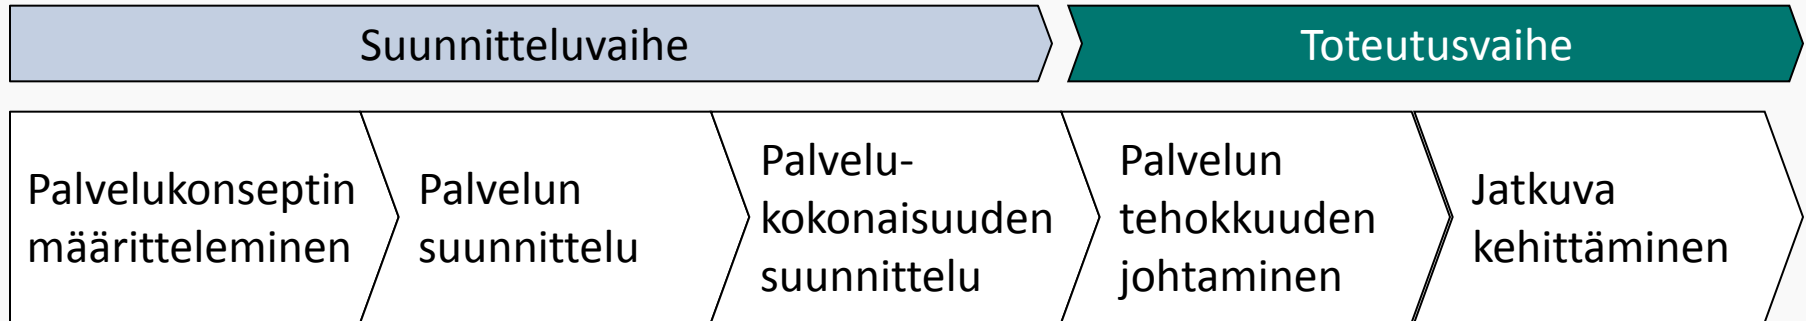 Suunnitteluvaihe
Toteutusvaihe
Palvelukonseptin
määritteleminen
Palvelun
suunnittelu
Palvelu-
kokonaisuuden
suunnittelu
Palvelun
tehokkuuden
johtaminen
Jatkuva
kehittäminen